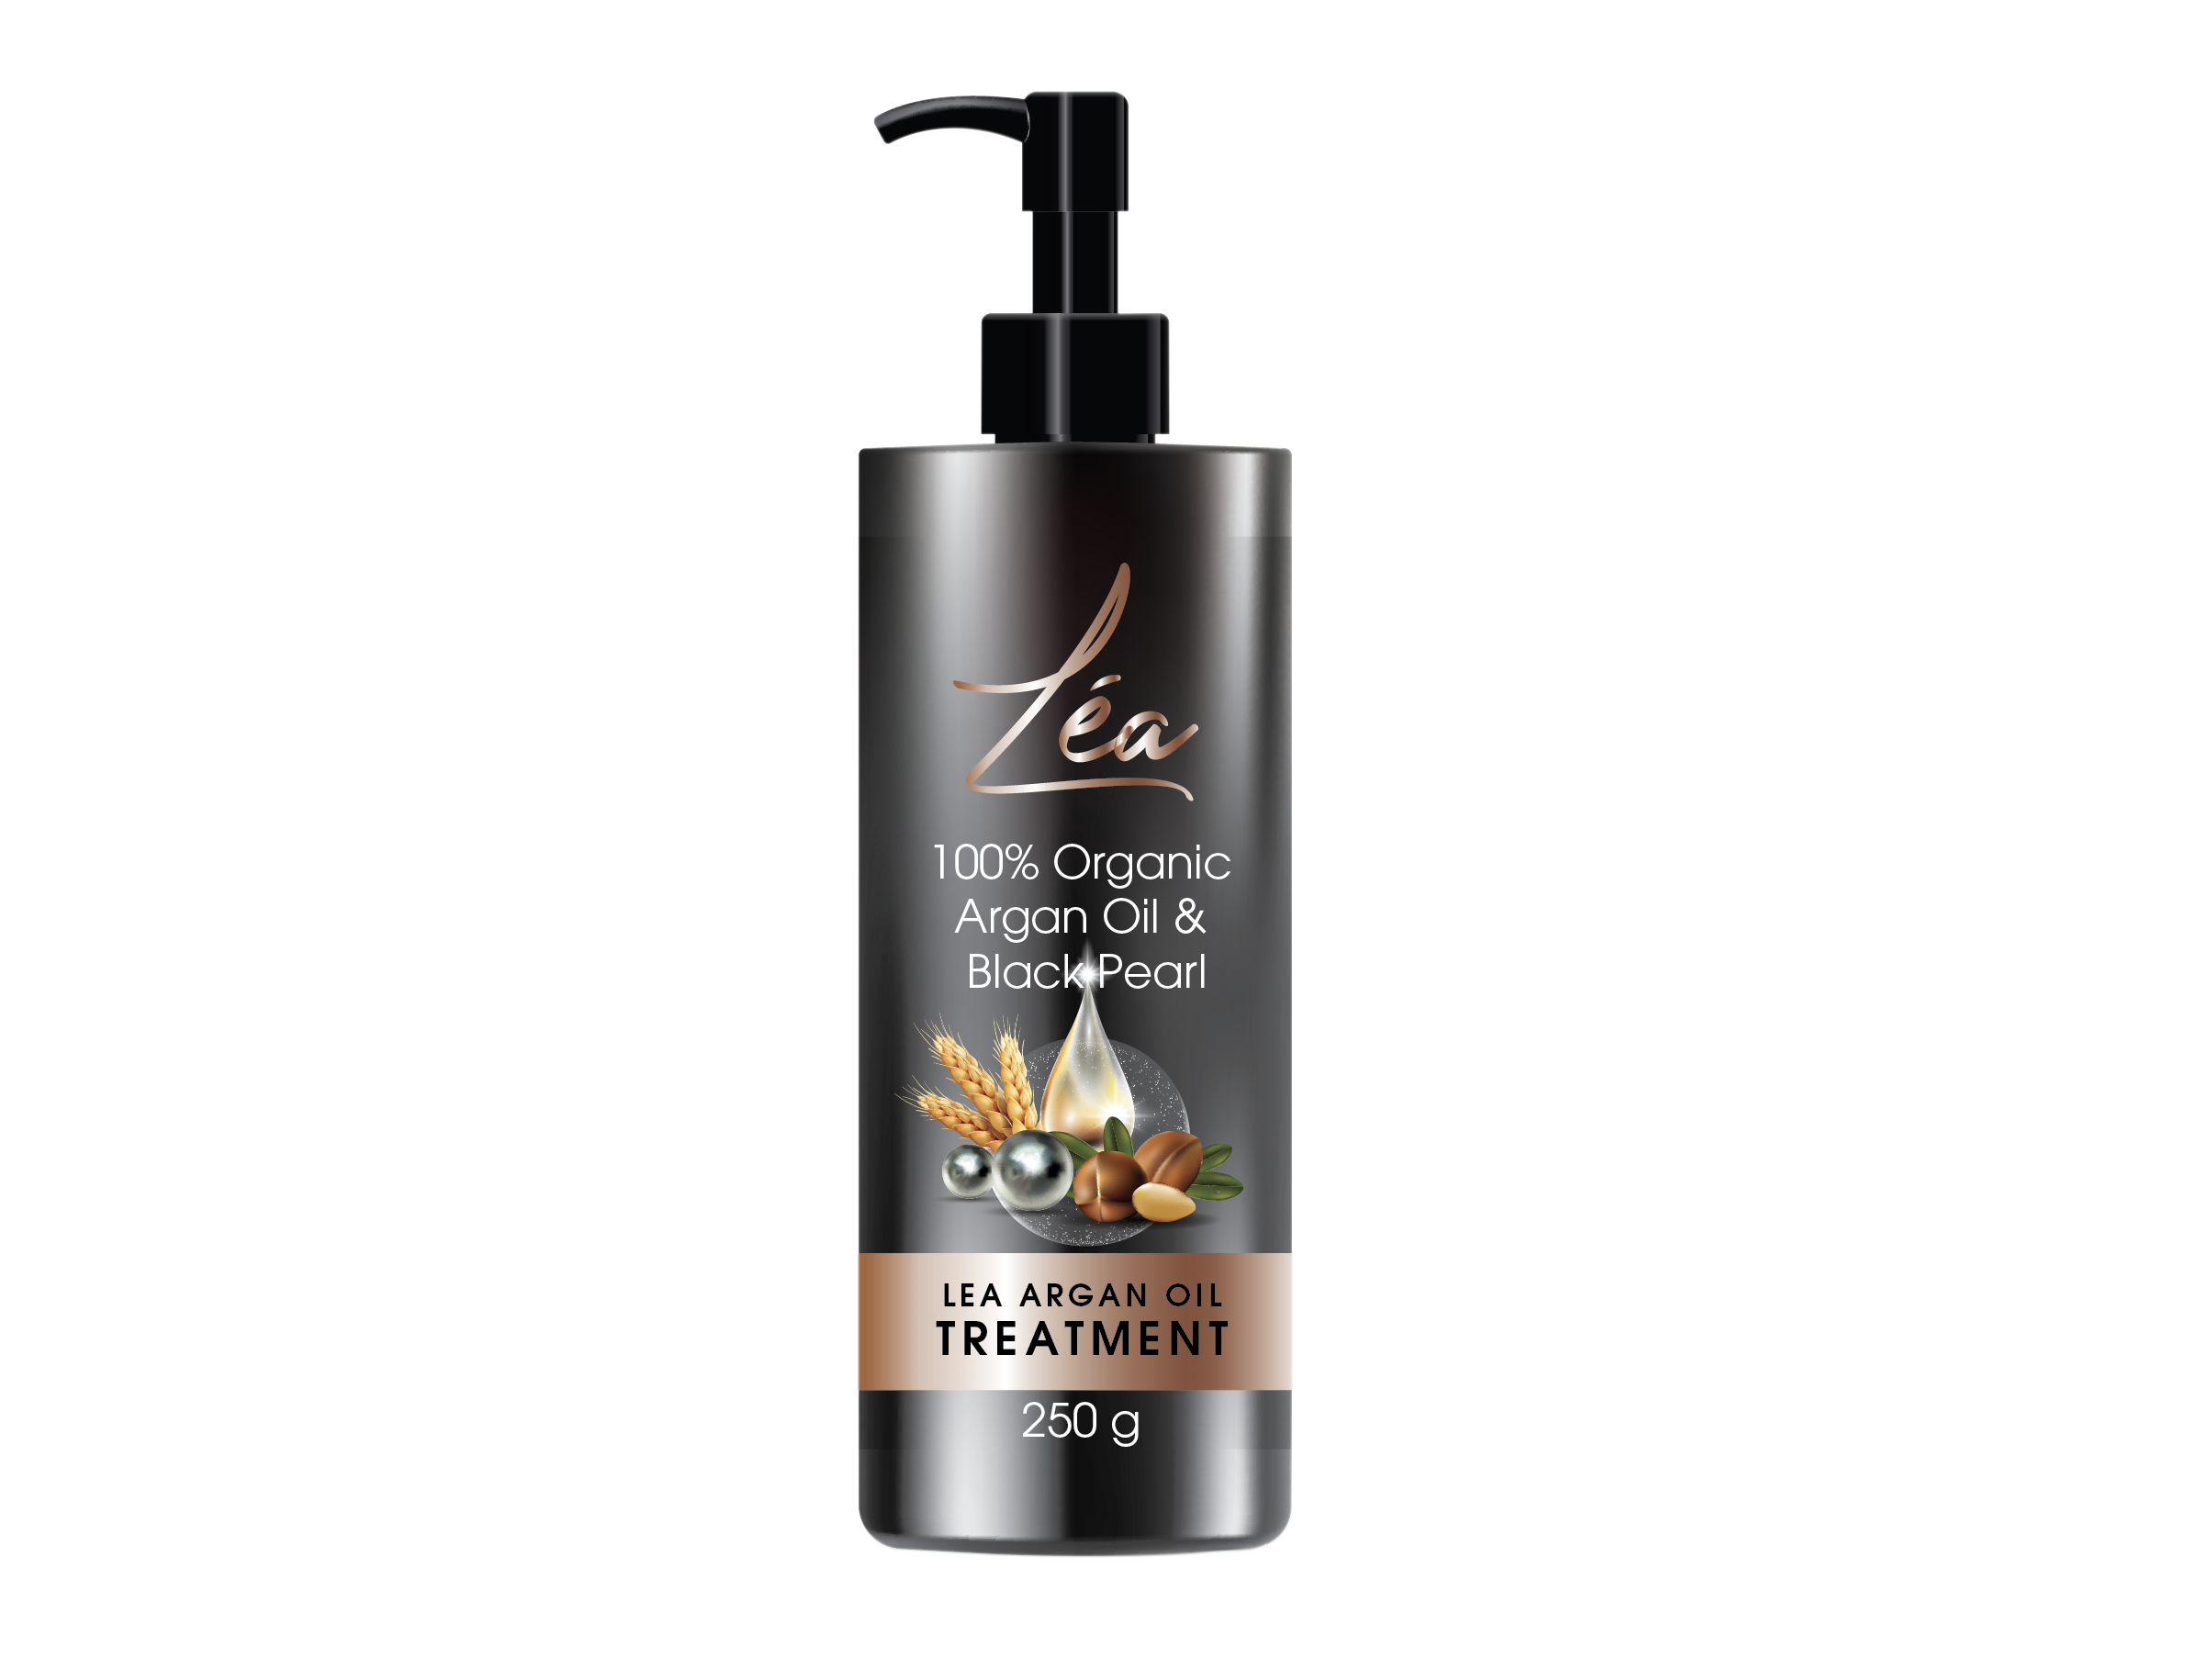 Léa
100% Organic
Argan Oil &
Black Pearl
LEA ARGAN OIL
TREATMENT
250 g